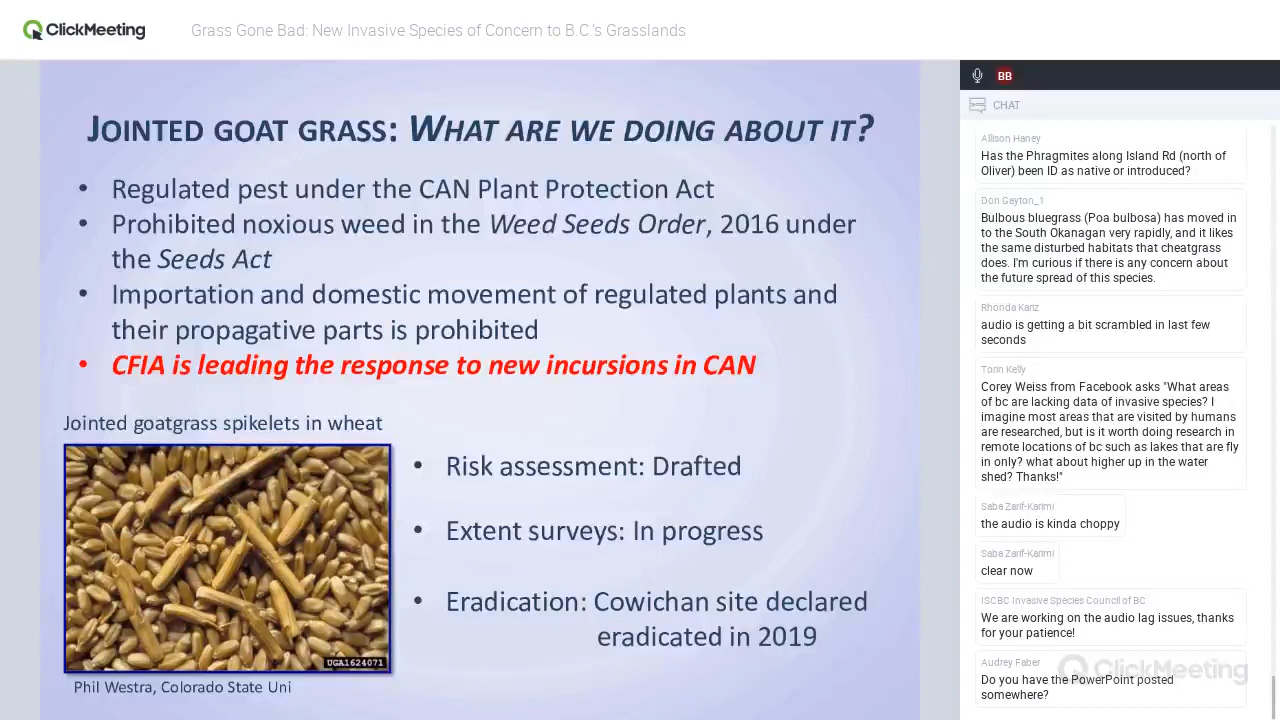 ClickMeeting
Grass Gone Bad: New Invasive Species of Concern to B.C.'s Grasslands
JOINTED GOAT GRASS: WHAT ARE WE DOING ABOUT IT?
• Regulated pest under the CAN Plant Protection Act
• Prohibited noxious weed in the Weed Seeds Order, 2016 under
the Seeds Act
• Importation and domestic movement of regulated plants and
their propagative parts is prohibited
• CFIA is leading the response to new incursions in CAN
Jointed goatgrass spikelets in wheat
UGA1624071
Phil Westra, Colorado State Uni
• Risk assessment: Drafted
• Extent surveys: In progress
• Eradication: Cowichan site declared
eradicated in 2019
BB
CHAT
Allison Haney
Has the Phragmites along Island Rd (north of
Oliver) been ID as native or introduced?
Don Gayton_1
Bulbous bluegrass (Poa bulbosa) has moved in
to the South Okanagan very rapidly, and it likes
the same disturbed habitats that cheatgrass
does. I'm curious if there is any concern about
the future spread of this species.
Rhonda Kariz
audio is getting a bit scrambled in last few
seconds
Torin Kelly
Corey Weiss from Facebook asks "What areas
of bc are lacking data of invasive species? I
imagine most areas that are visited by humans
are researched, but is it worth doing research in
remote locations of bc such as lakes that are fly
in only? what about higher up in the water
shed? Thanks!"
Saba Zarif-Karimi
the audio is kinda choppy
Saba Zarif-Karimi
clear now
ISCBC Invasive Species Council of BC
We are working on the audio lag issues, thanks
for your patience!
Audrey Faber
Do you have the PowerPoint posted
somewhere?
ClickMeeting